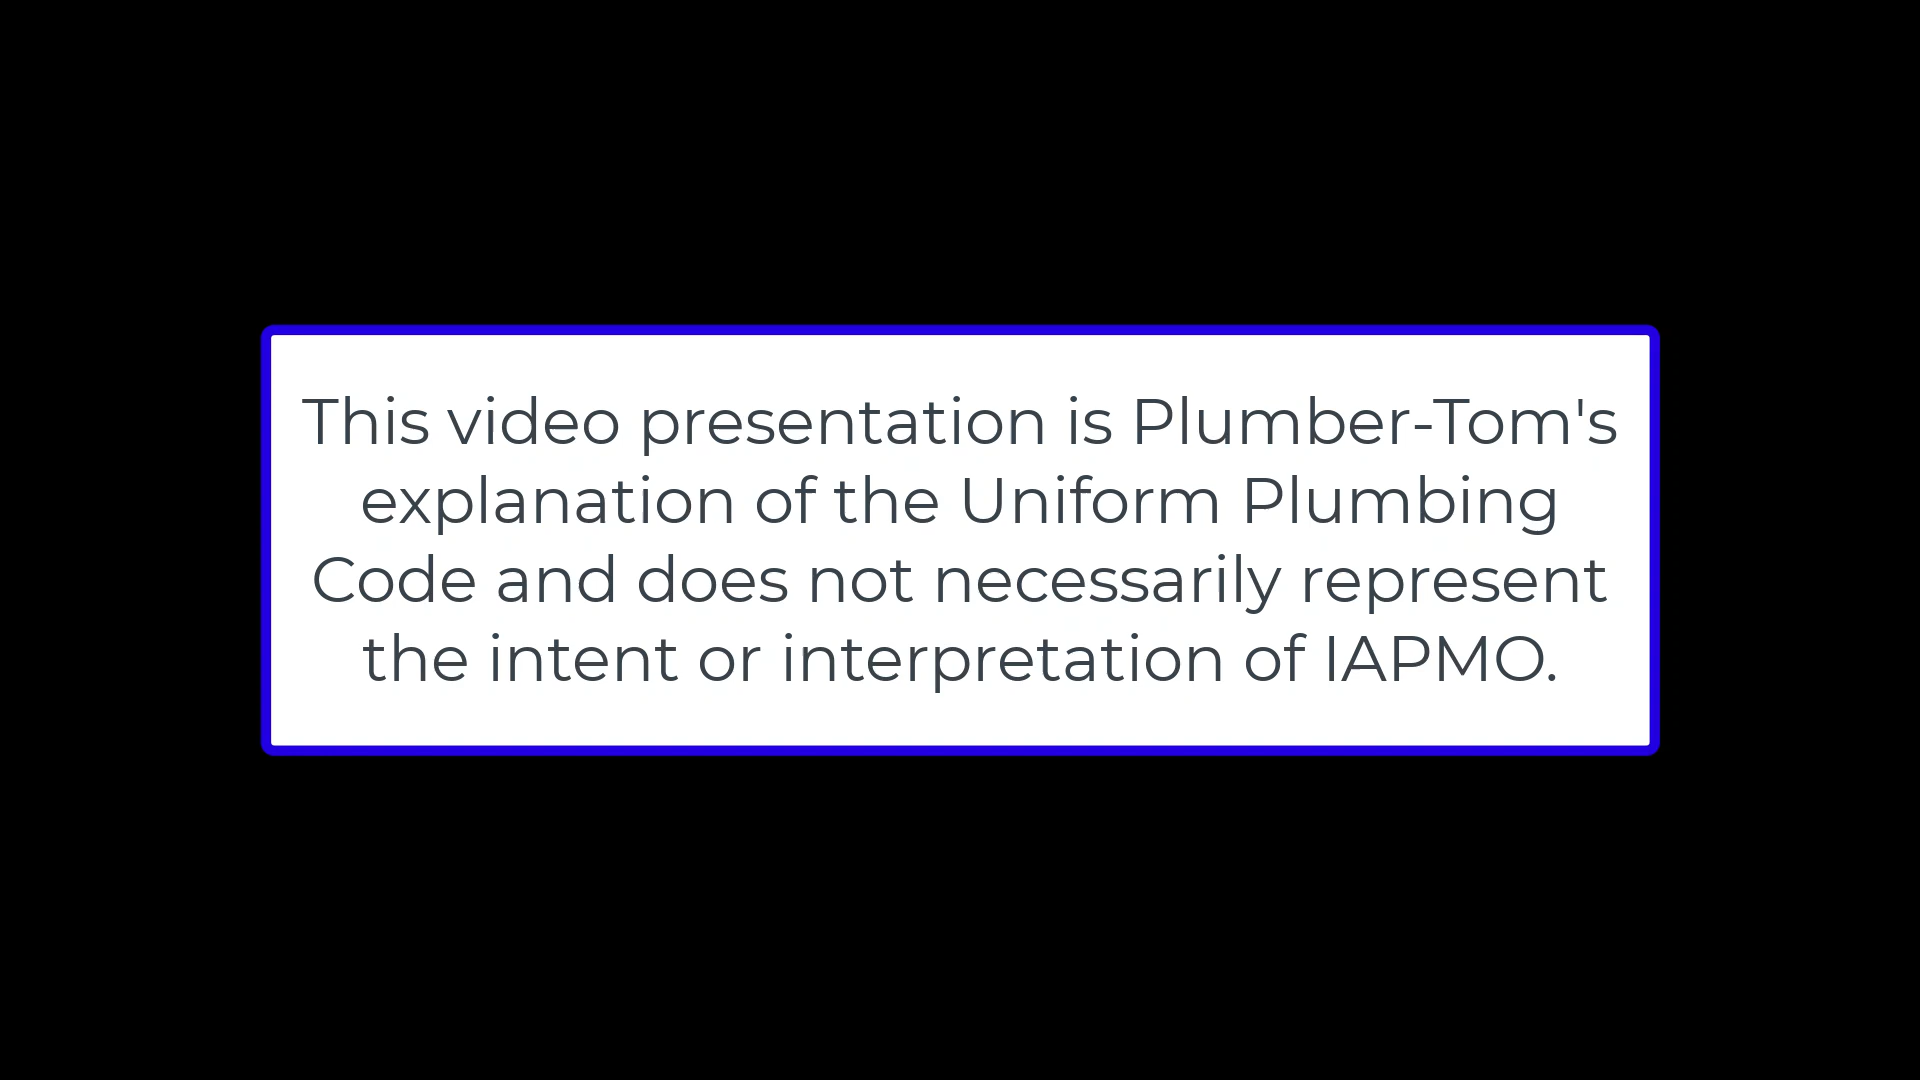 This video presentation is Plumber-Tom's
explanation of the Uniform Plumbing
Code and does not necessarily represent
the intent or interpretation of IAPMO.